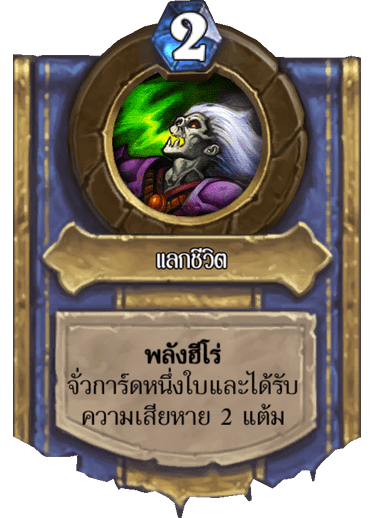 2
แลกชีวิต
พลังฮีโร่
จั่วการ์ดหนึ่งใบและได้รับ
ความเสียหาย 2 แต้ม